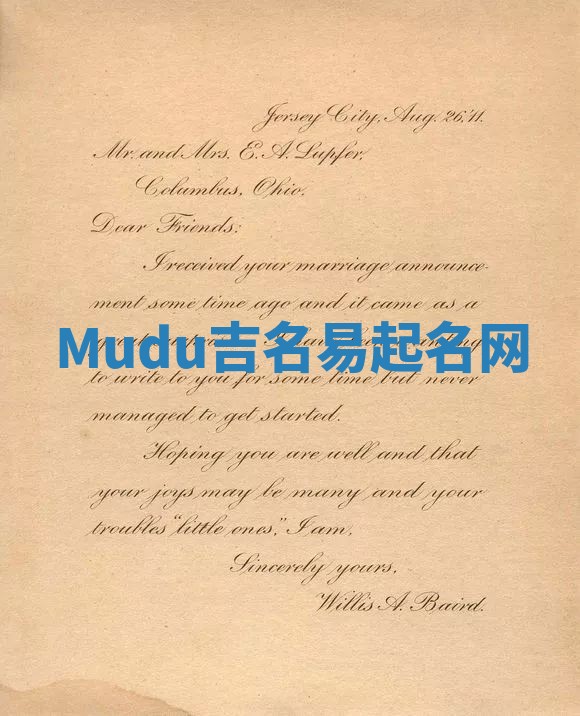 Jersey City, Aug. 26,'11.
Mr. and Mrs. E. A. Lupfer,
Columbus, Ohio.
Dear Friends:
I received your marriage announce-
ment some time ago and it came as a
Mudu吉名易起名网
to write to you for some time but never
managed to get started.
Hoping you are well and that
your joys may be many and your
troubles "little ones," I am,
Sincerely yours,
Willis A. Baird.